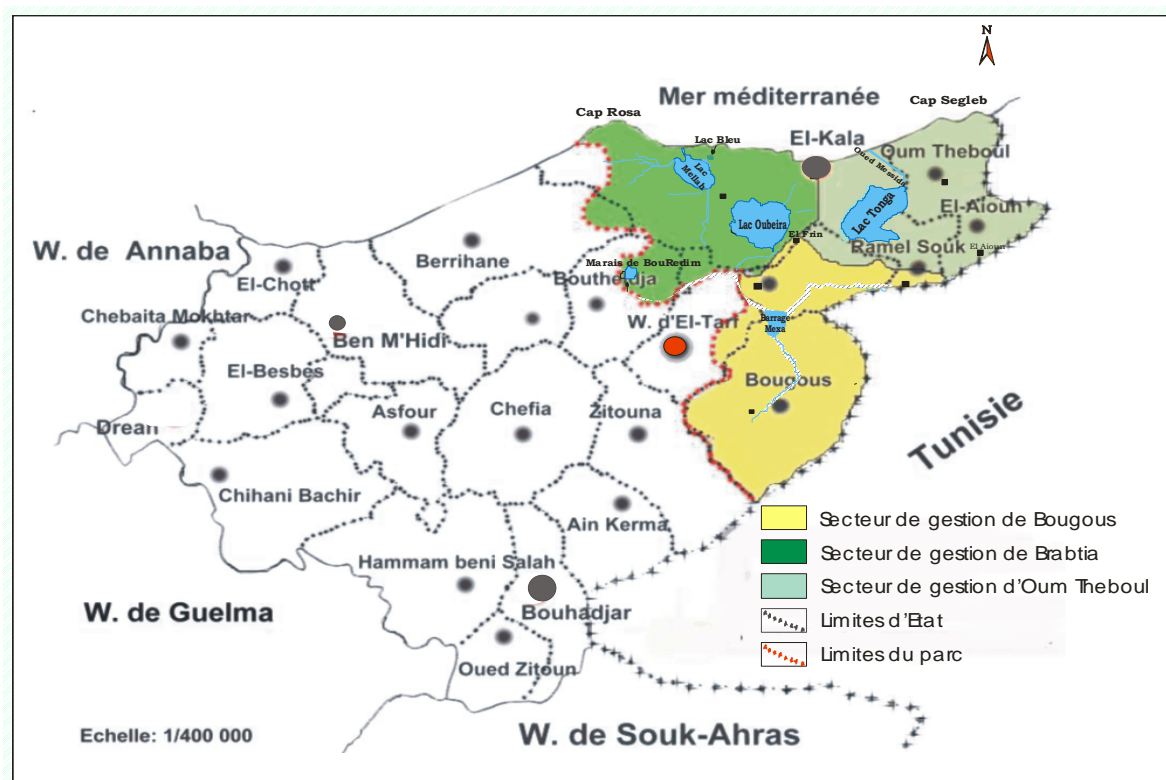 N
Mer méditerranée
Cap Segleb
Cap Rosa
El-Kala
Lac Bleu
Oum Theboul
Oued Messida
Lac Mellah
El-Aioun
Lac Tonga
Lac Oubeira
El Frin
Ramel Souk
El Aioun
W. de Annaba
Berrihane
Marais de BouRedim
Boutheldja
El-Chott
Chebaita Mokhtar
Ben M'Hidi
W. d'El-Tarf
Barrage Mexa
El-Besbes
Bougous
Asfour
Chefia
Zitouna
Drean
Tunisie
Chihani Bachir
Ain Kerma
Hammam beni Salah
W. de Guelma
Bouhadjar
Oued Zitoun
Secteur de gestion de Bougous
Secteur de gestion de Brabtia
Secteur de gestion d'Oum Theboul
Limites d'Etat
Limites du parc
Echelle: 1/400 000
W. de Souk-Ahras